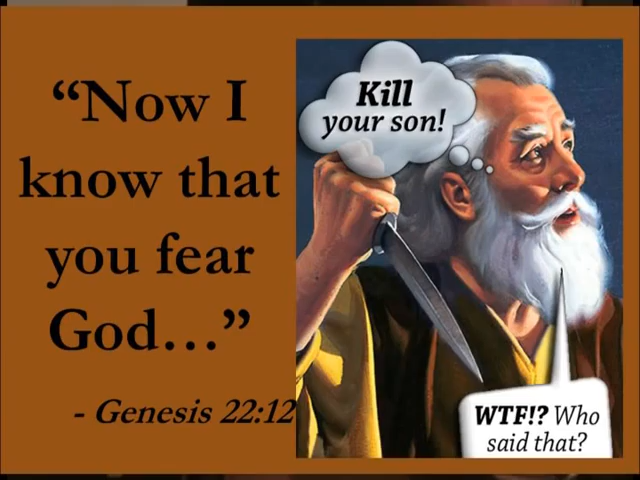 “Now I
know that
you fear
God…”
- Genesis 22:12
Kill
your son!
WTF!? Who
said that?